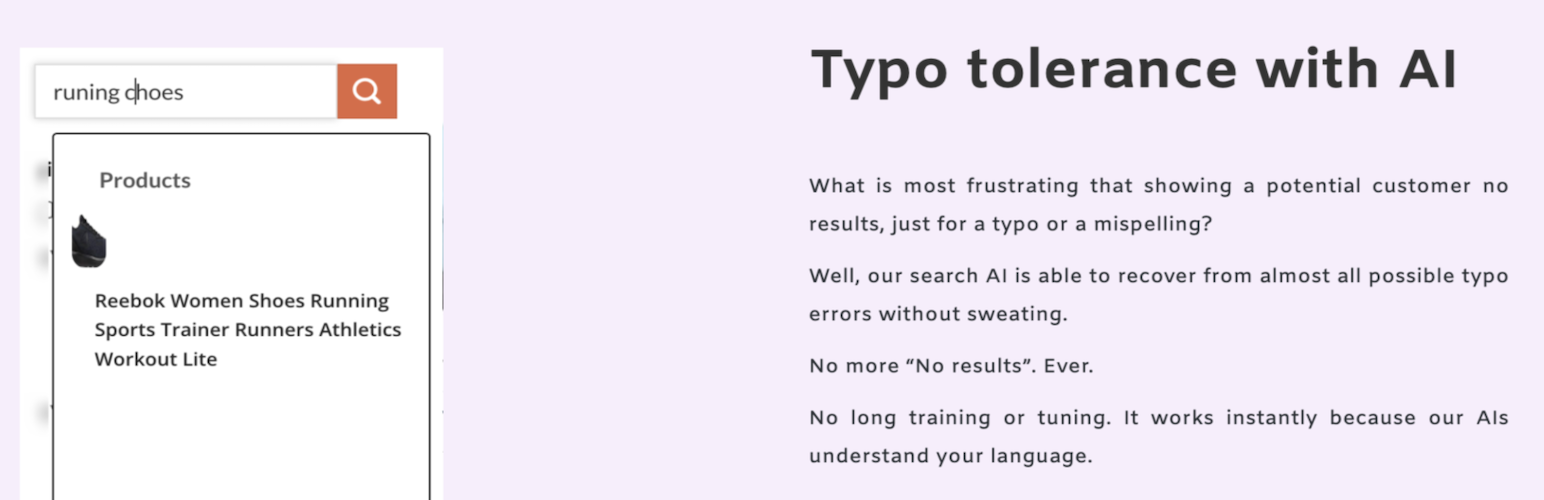 runing choes
Products
Reebok Women Shoes Running
Sports Trainer Runners Athletics
Workout Lite
Typo tolerance with AI
What is most frustrating that showing a potential customer no
results, just for a typo or a mispelling?
Well, our search AI is able to recover from almost all possible typo
errors without sweating.
No more “No results”. Ever.
No long training or tuning. It works instantly because our AIs
understand your language.